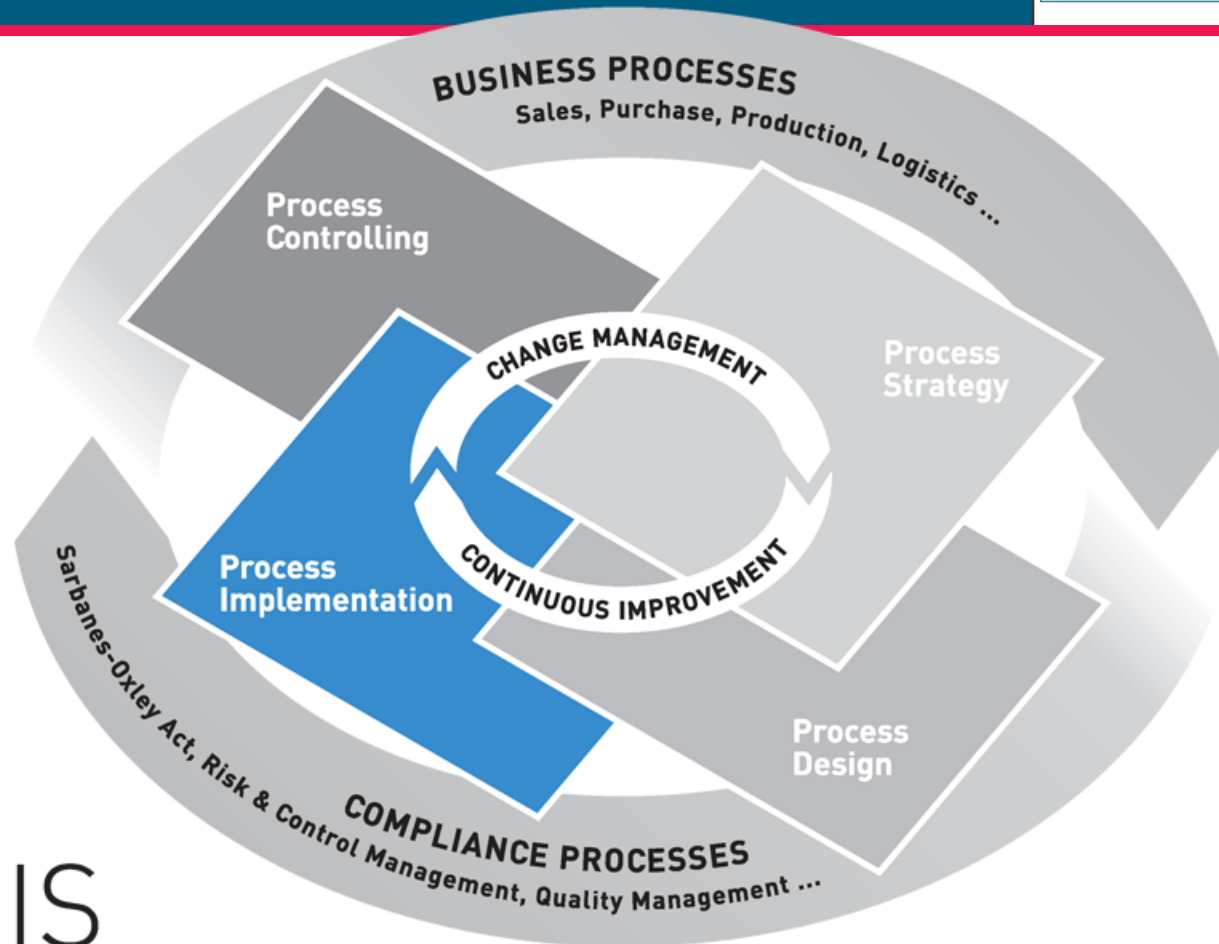 BUSINESS PROCESSES
Sales, Purchase, Production, Logistics ...
Process
Controlling
CHANGE MANAGEMENT
Process
Strategy
CONTINUOUS IMPROVEMENT
Process
Implementation
Process
Design
COMPLIANCE PROCESSES
Sarbanes-Oxley Act, Risk & Control Management, Quality Management ...
IS